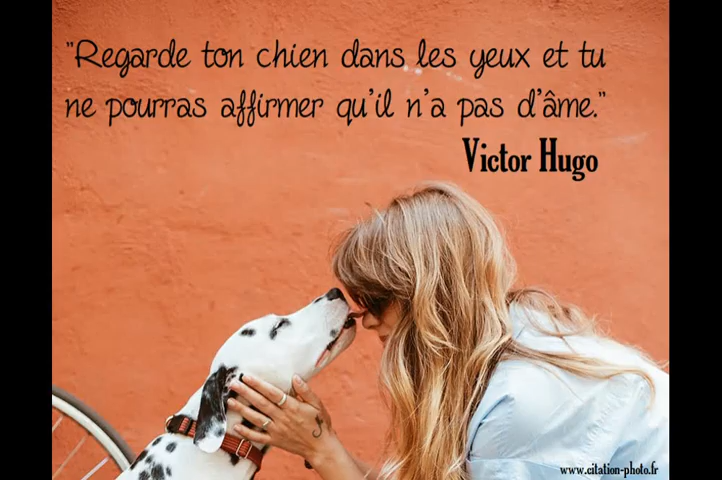 "Regarde ton chien dans les yeux et tu
ne pourras affirmer qu'il n'a pas d'âme."
Victor Hugo
www.citation-photo.fr